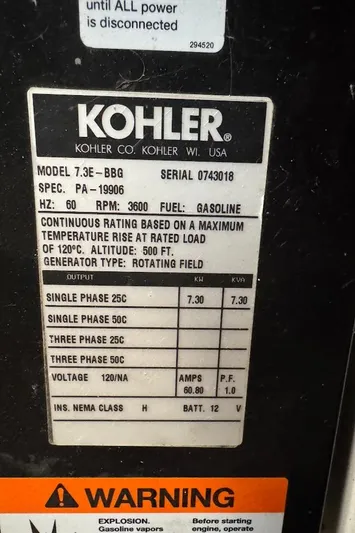 until ALL power
is disconnected
294520
KOHLER®
KOHLER CO. KOHLER WI. USA
MODEL 7.3E-BBG SERIAL 0743018
SPEC. PA-19906
HZ: 60 RPM: 3600 FUEL: GASOLINE
CONTINUOUS RATING BASED ON A MAXIMUM
TEMPERATURE RISE AT RATED LOAD
OF 120°C. ALTITUDE: 500 FT.
GENERATOR TYPE: ROTATING FIELD
OUTPUT KW KVA
SINGLE PHASE 25C 7.30 7.30
SINGLE PHASE 50C
THREE PHASE 25C
THREE PHASE 50C
VOLTAGE 120/NA AMPS P.F.
60.80 1.0
INS. NEMA CLASS H BATT. 12 V
WARNING
EXPLOSION. Before starting
Gasoline vapors engine, operate